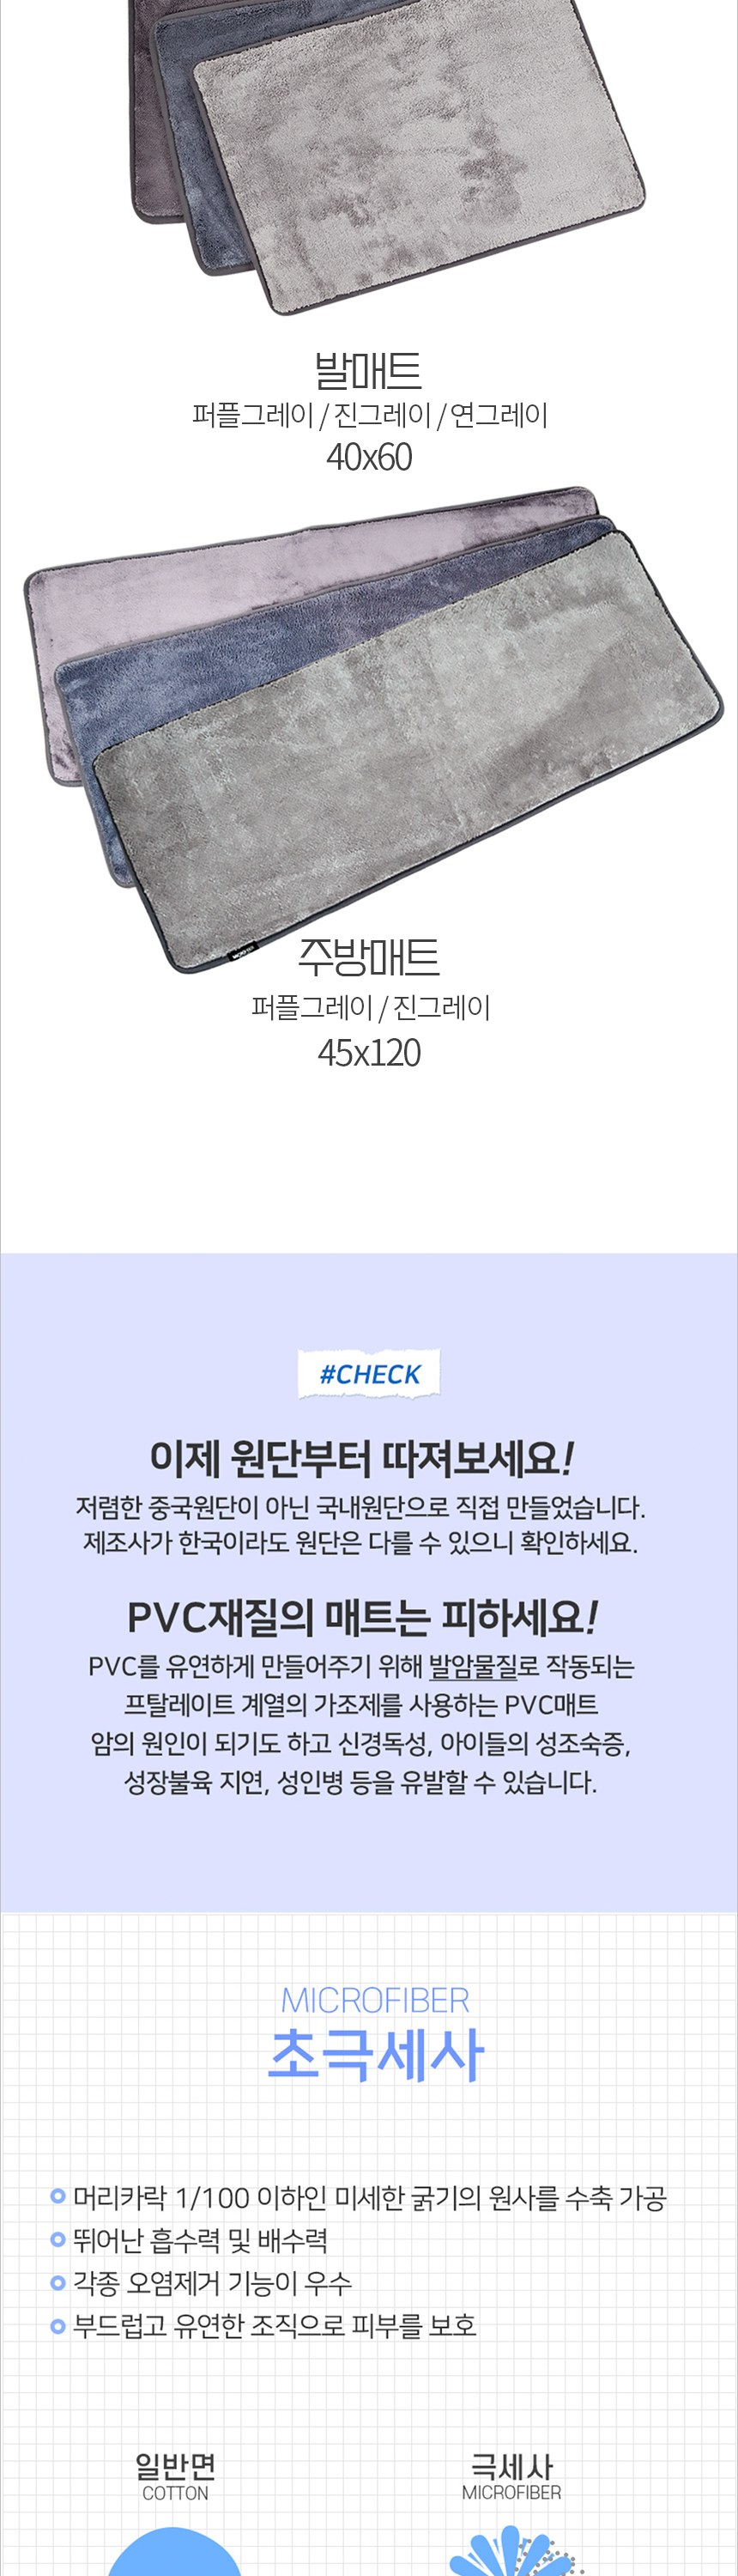 발매트
퍼플그레이 / 진그레이 / 연그레이
40x60
주방매트
퍼플그레이 / 진그레이
45x120
#CHECK
이제 원단부터 따져보세요!
저렴한 중국원단이 아닌 국내원단으로 직접 만들었습니다.
제조사가 한국이라도 원단은 다를 수 있으니 확인하세요.
PVC재질의 매트는 피하세요!
PVC를 유연하게 만들어주기 위해 발암물질로 작동되는
프탈레이트 계열의 가조제를 사용하는 PVC매트
암의 원인이 되기도 하고 신경독성, 아이들의 성조숙증,
성장불육 지연, 성인병 등을 유발할 수 있습니다.
MICROFIBER
초극세사
머리카락 1/100 이하인 미세한 굵기의 원사를 수축 가공
뛰어난 흡수력 및 배수력
각종 오염제거 기능이 우수
부드럽고 유연한 조직으로 피부를 보호
일반면
COTTON
극세사
MICROFIBER